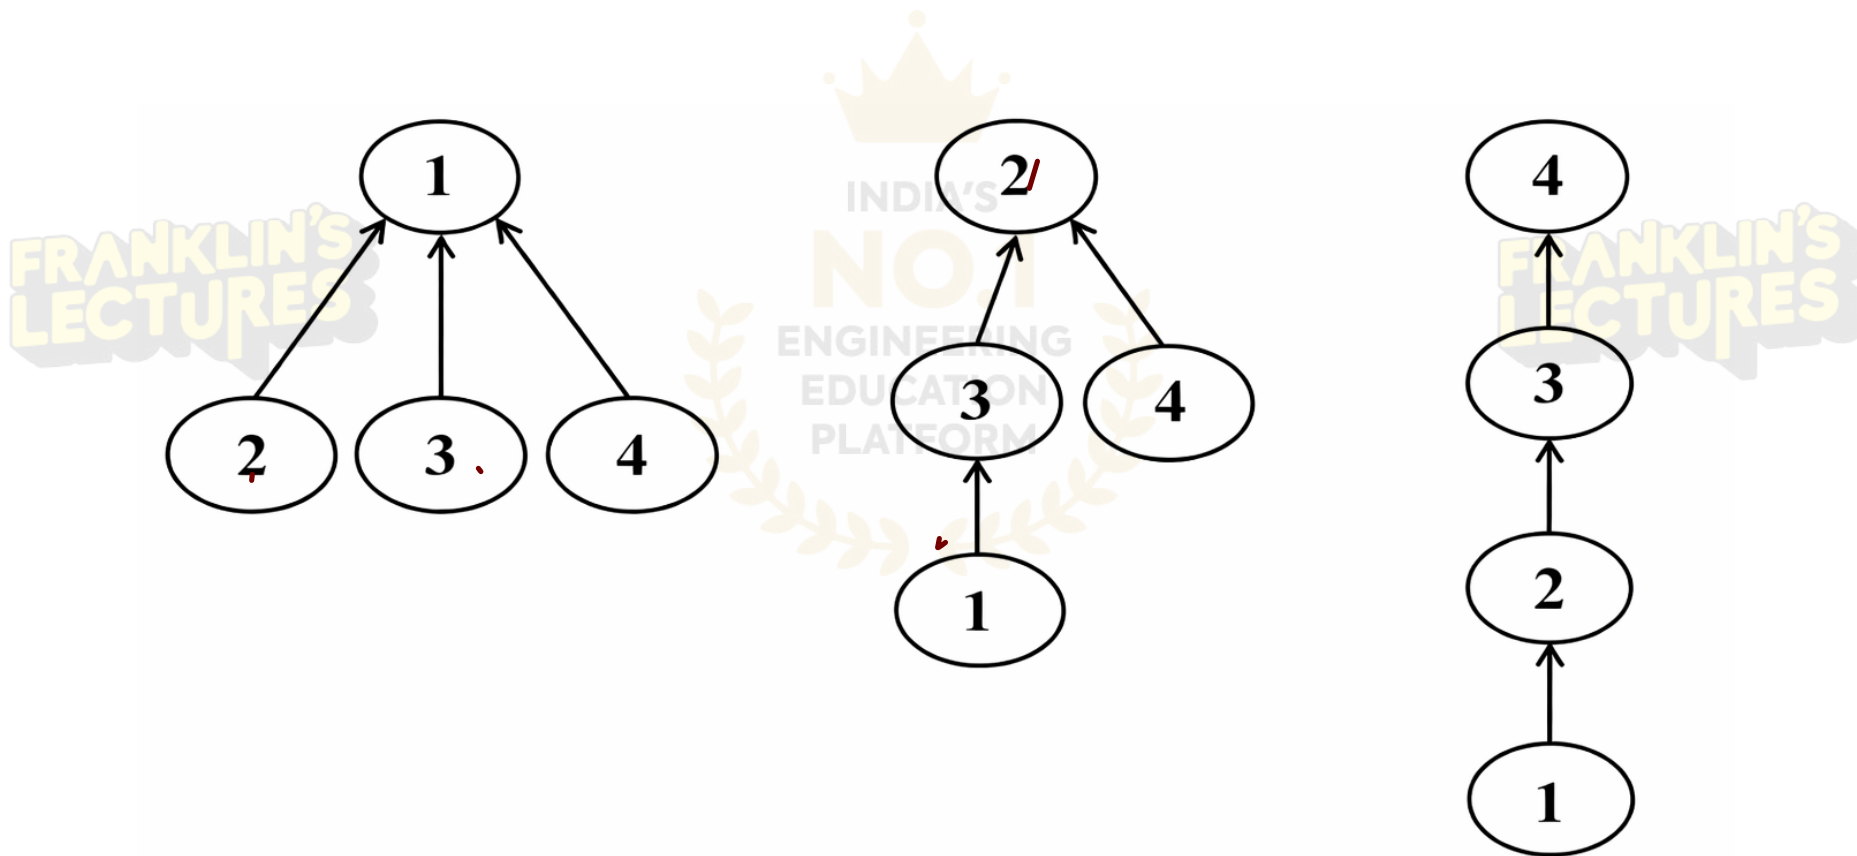 1
2
3
4
2
3
4
1
4
3
2
1
FRANKLIN'S
LECTURES
INDIA'S
NO.1
ENGINEERING
EDUCATION
PLATFORM
FRANKLIN'S
LECTURES